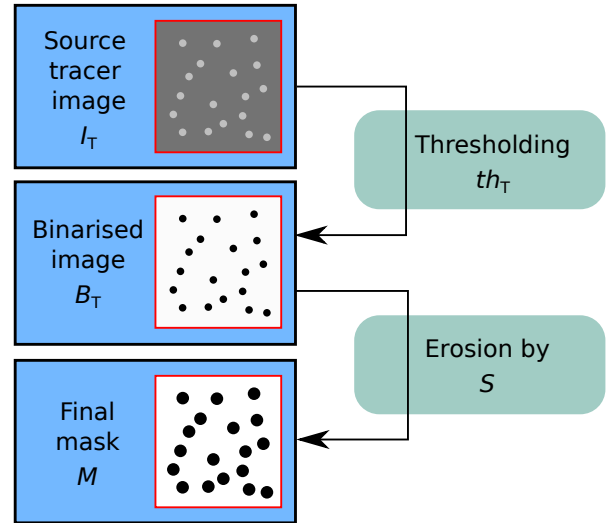 Source
tracer
image
I_T
Thresholding
th_T
Binarised
image
B_T
Erosion by
S
Final
mask
M